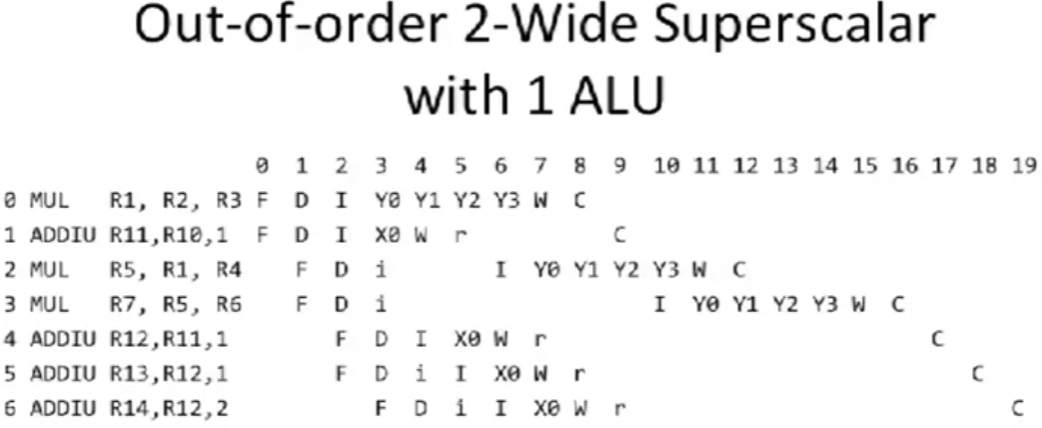 Out-of-order 2-Wide Superscalar
with 1 ALU
0 1 2 3 4 5 6 7 8 9 10 11 12 13 14 15 16 17 18 19
0 MUL R1, R2, R3 F D I Y0 Y1 Y2 Y3 W C
1 ADDIU R11,R10,1 F D I X0 W r C
2 MUL R5, R1, R4 F D i I Y0 Y1 Y2 Y3 W C
3 MUL R7, R5, R6 F D i I Y0 Y1 Y2 Y3 W C
4 ADDIU R12,R11,1 F D I X0 W r C
5 ADDIU R13,R12,1 F D i I X0 W r C
6 ADDIU R14,R12,2 F D i I X0 W r C